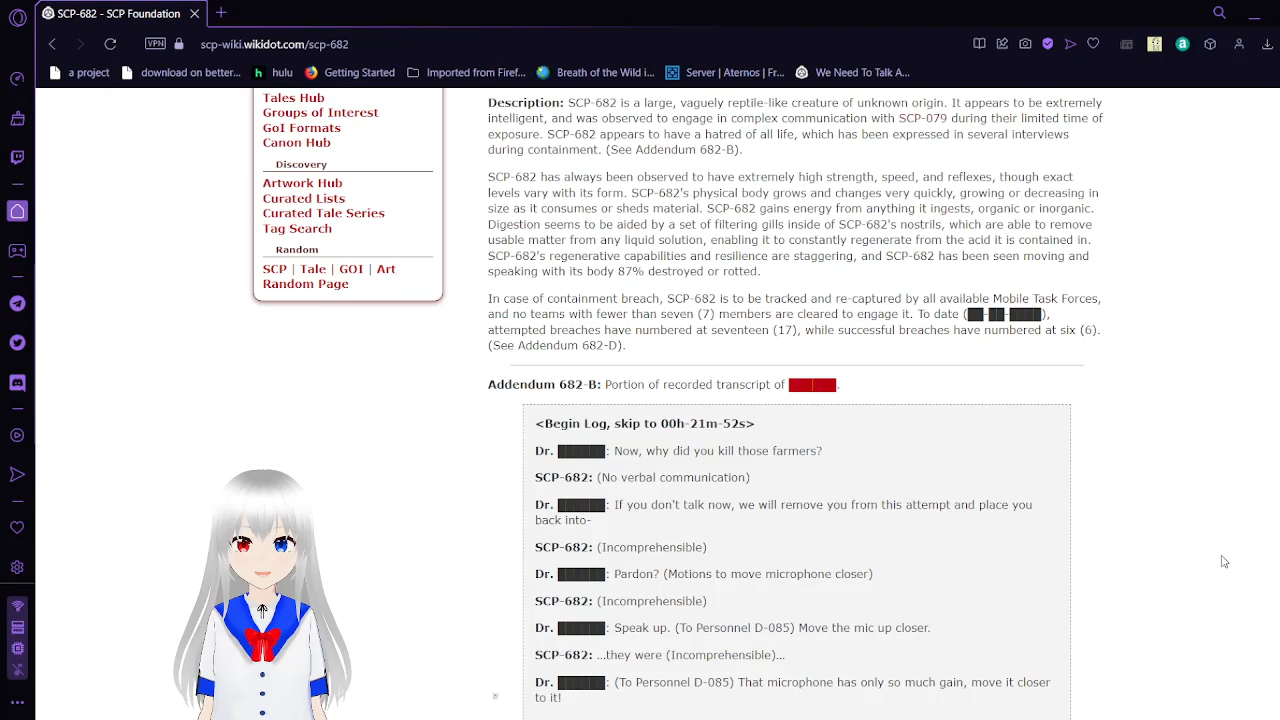 SCP-682 - SCP Foundation
VPN
scp-wiki.wikidot.com/scp-682
a project
download on better...
hulu
Getting Started
Imported from Firef...
Breath of the Wild i...
Server | Aternos | Fr...
We Need To Talk A...
Tales Hub
Groups of Interest
GoI Formats
Canon Hub
Discovery
Artwork Hub
Curated Lists
Curated Tale Series
Tag Search
Random
SCP | Tale | GOI | Art
Random Page
Description: SCP-682 is a large, vaguely reptile-like creature of unknown origin. It appears to be extremely
intelligent, and was observed to engage in complex communication with SCP-079 during their limited time of
exposure. SCP-682 appears to have a hatred of all life, which has been expressed in several interviews
during containment. (See Addendum 682-B).
SCP-682 has always been observed to have extremely high strength, speed, and reflexes, though exact
levels vary with its form. SCP-682's physical body grows and changes very quickly, growing or decreasing in
size as it consumes or sheds material. SCP-682 gains energy from anything it ingests, organic or inorganic.
Digestion seems to be aided by a set of filtering gills inside of SCP-682's nostrils, which are able to remove
usable matter from any liquid solution, enabling it to constantly regenerate from the acid it is contained in.
SCP-682's regenerative capabilities and resilience are staggering, and SCP-682 has been seen moving and
speaking with its body 87% destroyed or rotted.
In case of containment breach, SCP-682 is to be tracked and re-captured by all available Mobile Task Forces,
and no teams with fewer than seven (7) members are cleared to engage it. To date (██-██-████),
attempted breaches have numbered at seventeen (17), while successful breaches have numbered at six (6).
(See Addendum 682-D).
Addendum 682-B: Portion of recorded transcript of ██████.
<Begin Log, skip to 00h-21m-52s>
Dr. ██████: Now, why did you kill those farmers?
SCP-682: (No verbal communication)
Dr. ██████: If you don't talk now, we will remove you from this attempt and place you
back into-
SCP-682: (Incomprehensible)
Dr. ██████: Pardon? (Motions to move microphone closer)
SCP-682: (Incomprehensible)
Dr. ██████: Speak up. (To Personnel D-085) Move the mic up closer.
SCP-682: …they were (Incomprehensible)…
Dr. ██████: (To Personnel D-085) That microphone has only so much gain, move it closer
to it!